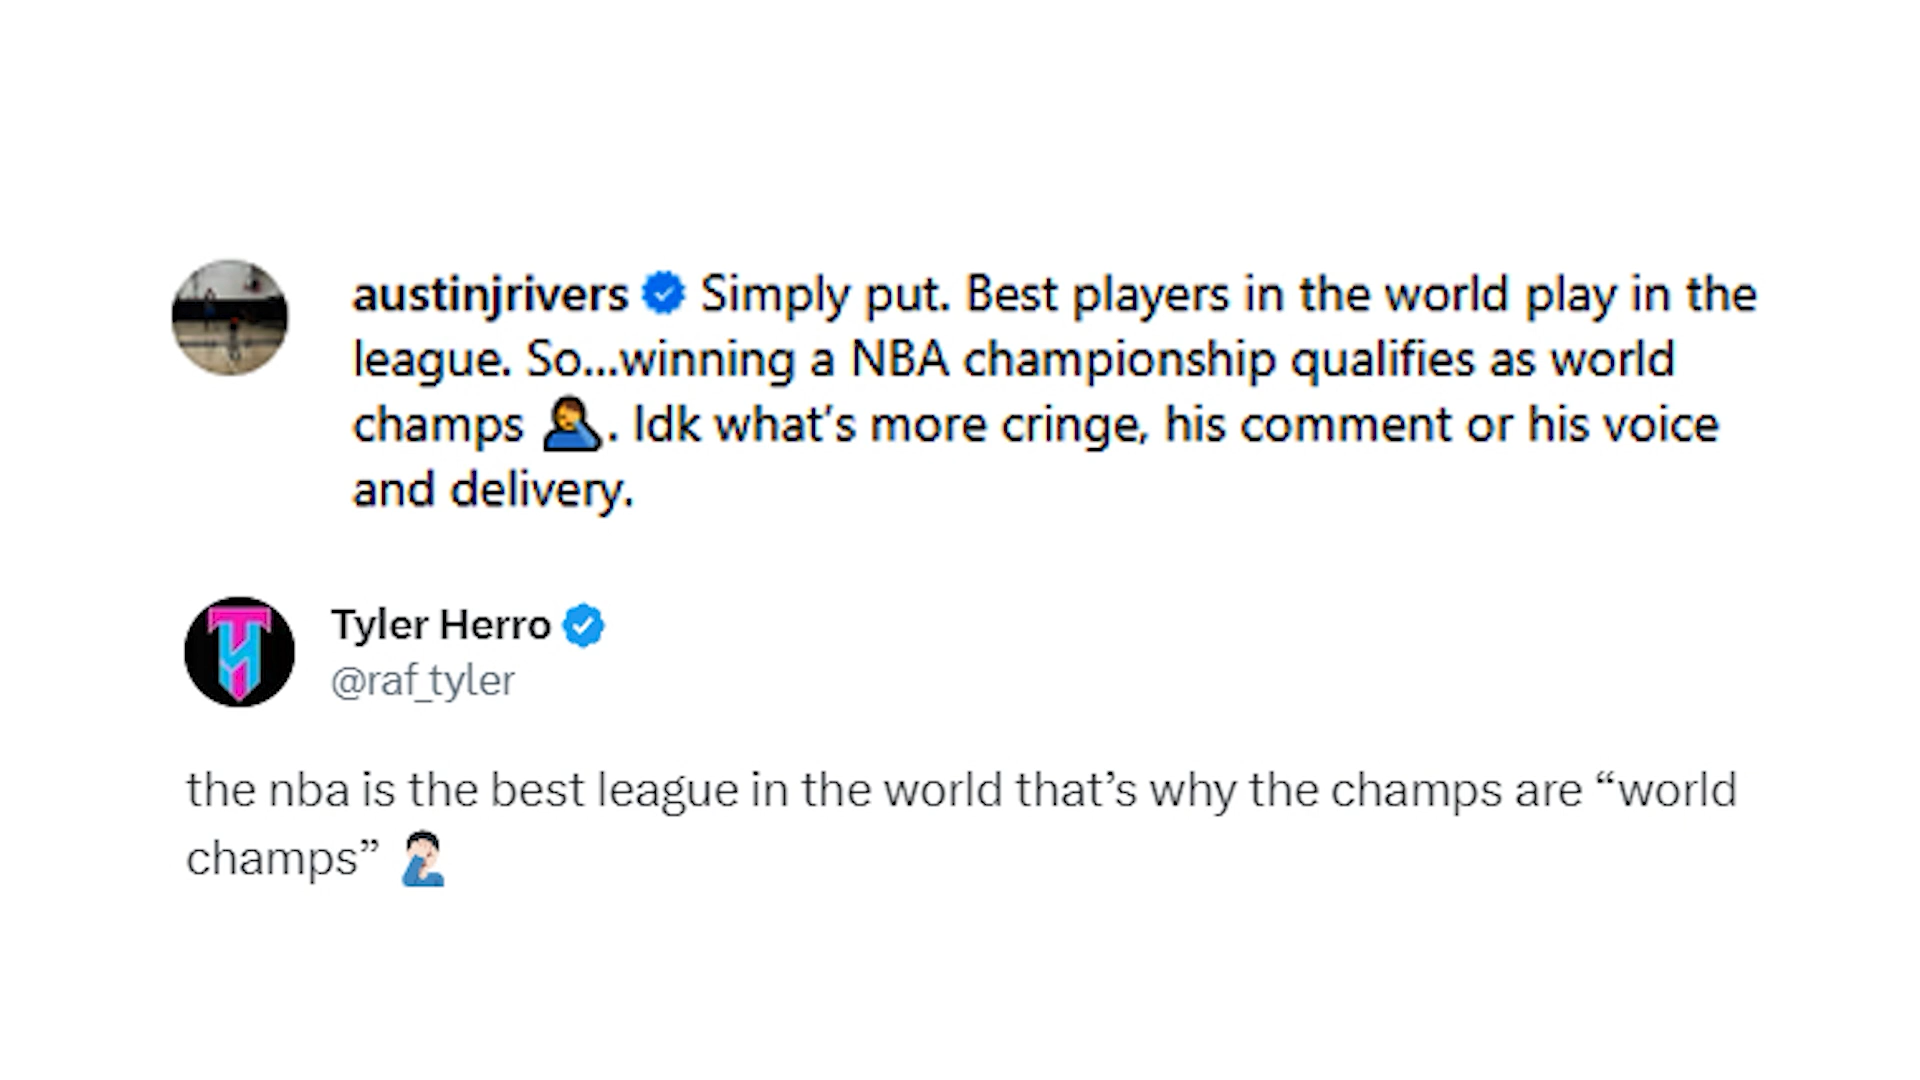 austinjrivers Simply put. Best players in the world play in the
league. So...winning a NBA championship qualifies as world
champs 🤦‍♂️. Idk what's more cringe, his comment or his voice
and delivery.
Tyler Herro
@raf_tyler
the nba is the best league in the world that’s why the champs are “world
champs” 🤦🏻‍♂️